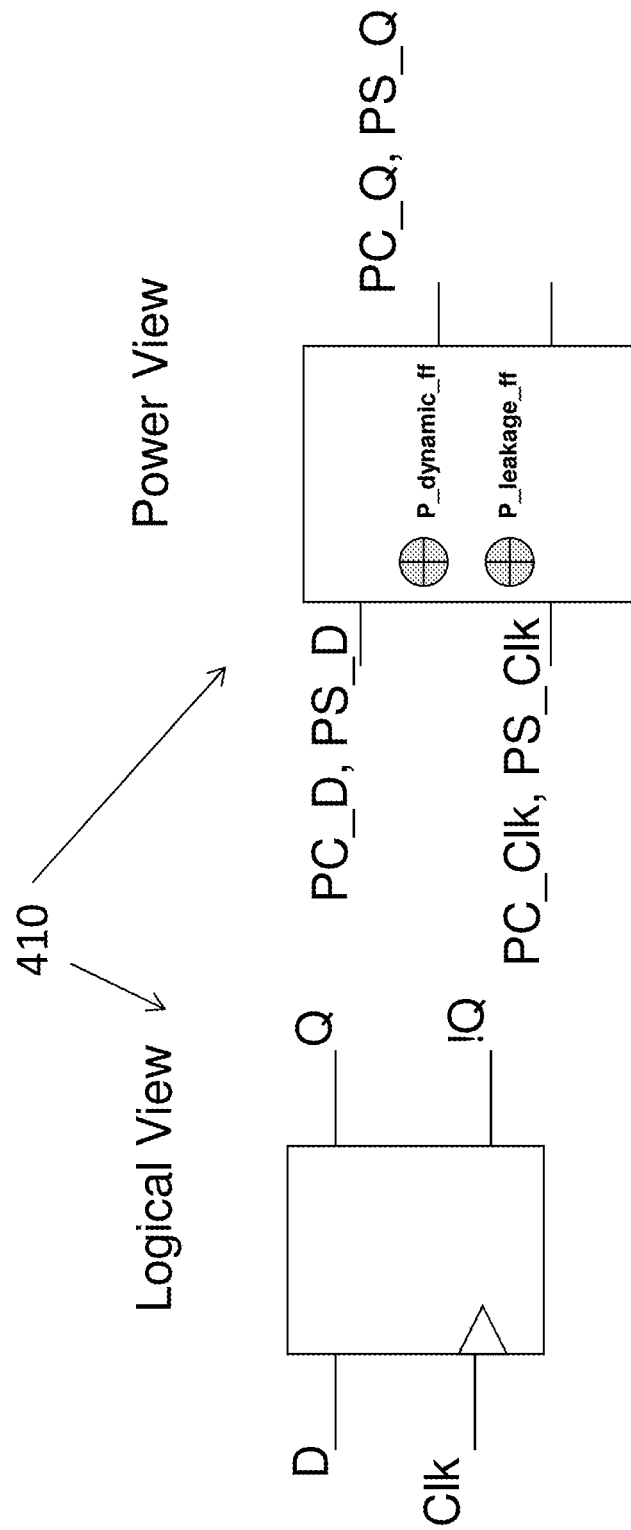 410
Logical View
Power View
D
Clk
Q
!Q
PC_D, PS_D
PC_Clk, PS_Clk
P_dynamic_ff
P_leakage_ff
PC_Q, PS_Q